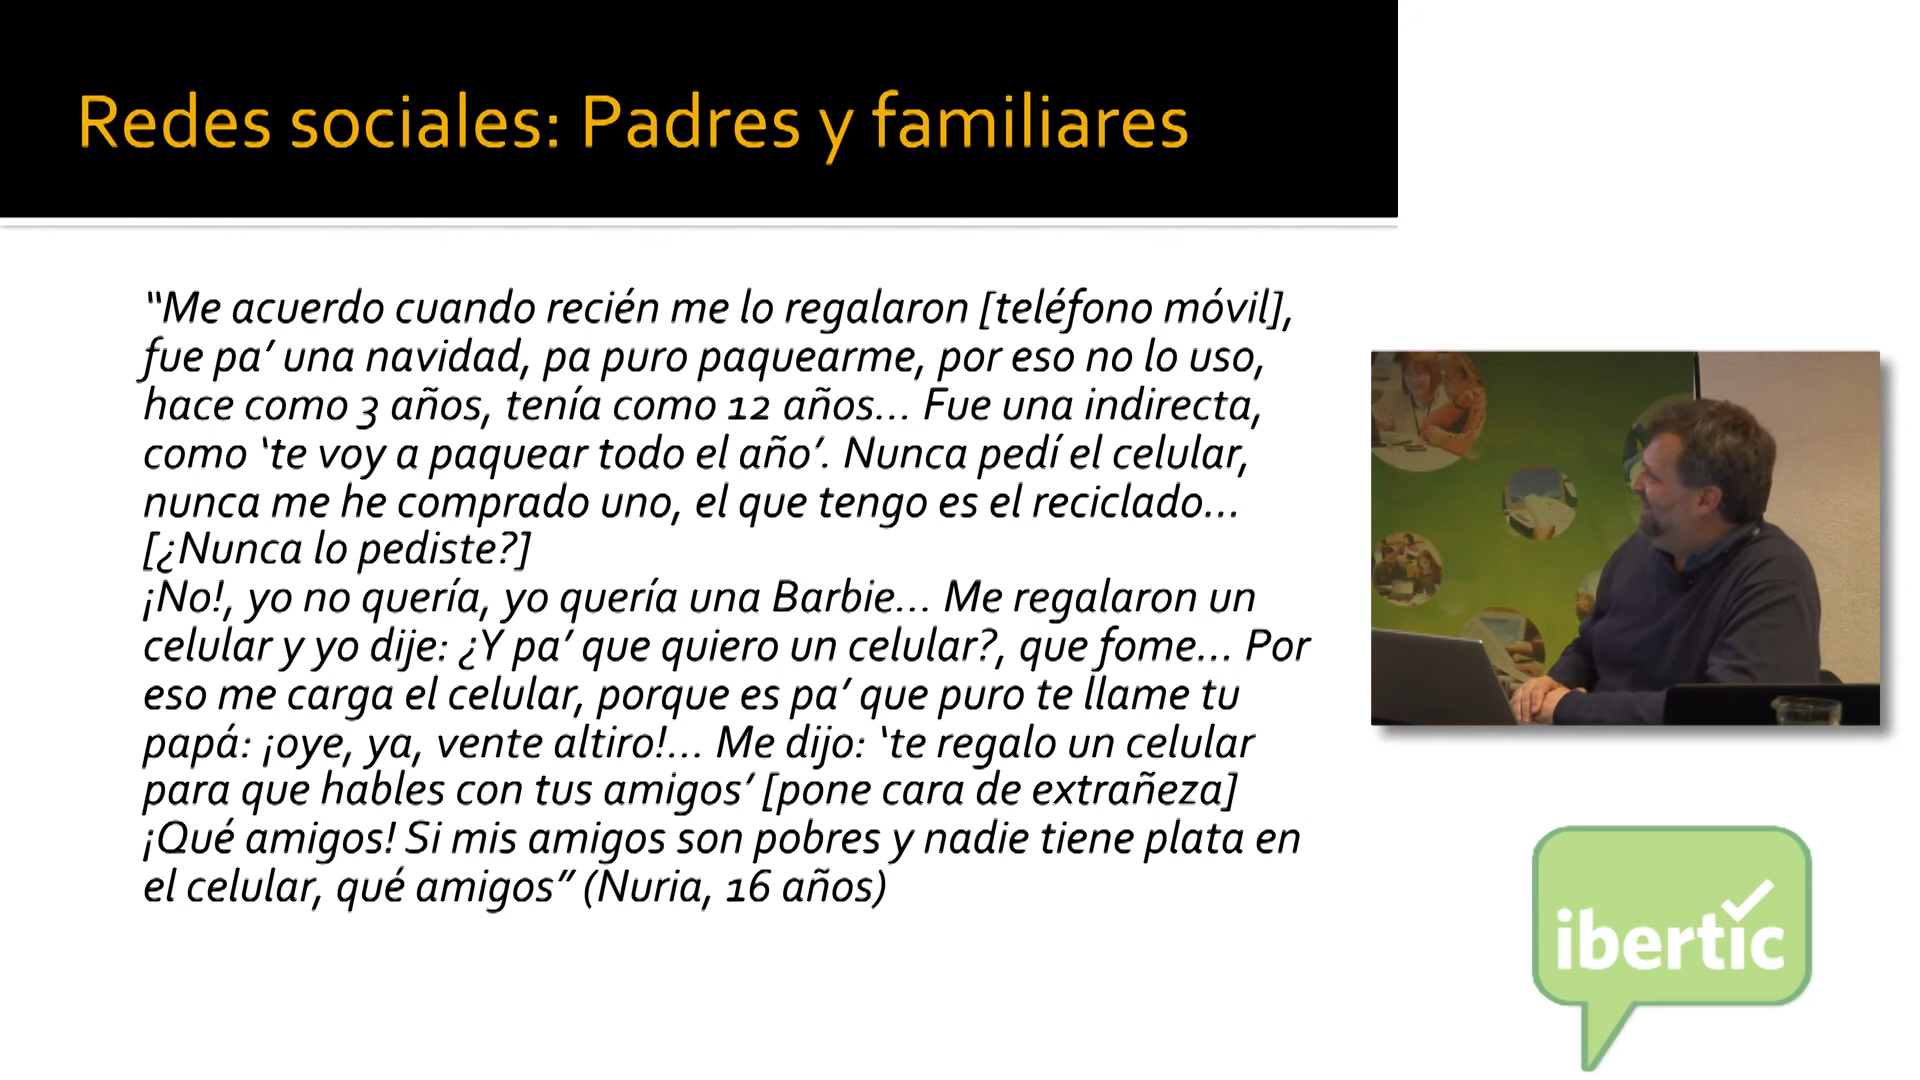 Redes sociales: Padres y familiares
“Me acuerdo cuando recién me lo regalaron [teléfono móvil],
fue pa’ una navidad, pa puro paquearme, por eso no lo uso,
hace como 3 años, tenía como 12 años… Fue una indirecta,
como ‘te voy a paquear todo el año’. Nunca pedí el celular,
nunca me he comprado uno, el que tengo es el reciclado…
[¿Nunca lo pediste?]
¡No!, yo no quería, yo quería una Barbie… Me regalaron un
celular y yo dije: ¿Y pa’ que quiero un celular?, que fome… Por
eso me carga el celular, porque es pa’ que puro te llame tu
papá: ¡oye, ya, vente altiro!… Me dijo: ‘te regalo un celular
para que hables con tus amigos’ [pone cara de extrañeza]
¡Qué amigos! Si mis amigos son pobres y nadie tiene plata en
el celular, qué amigos” (Nuria, 16 años)
ibertic